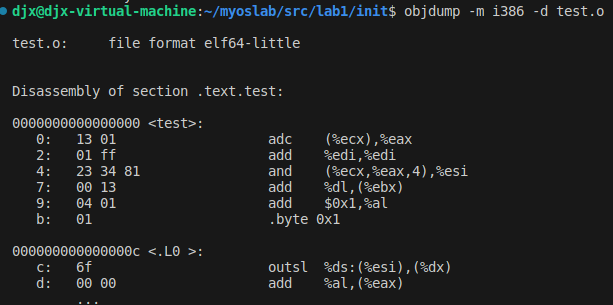 djx@djx-virtual-machine:~/myoslab/src/lab1/init$ objdump -m i386 -d test.o
test.o:     file format elf64-little
Disassembly of section .text.test:
0000000000000000 <test>:
   0:   13 01                   adc    (%ecx),%eax
   2:   01 ff                   add    %edi,%edi
   4:   23 34 81                and    (%ecx,%eax,4),%esi
   7:   00 13                   add    %dl,(%ebx)
   9:   04 01                   add    $0x1,%al
   b:   01                      .byte 0x1
000000000000000c <.L0 >:
   c:   6f                      outsl  %ds:(%esi),(%dx)
   d:   00 00                   add    %al,(%eax)
        ...